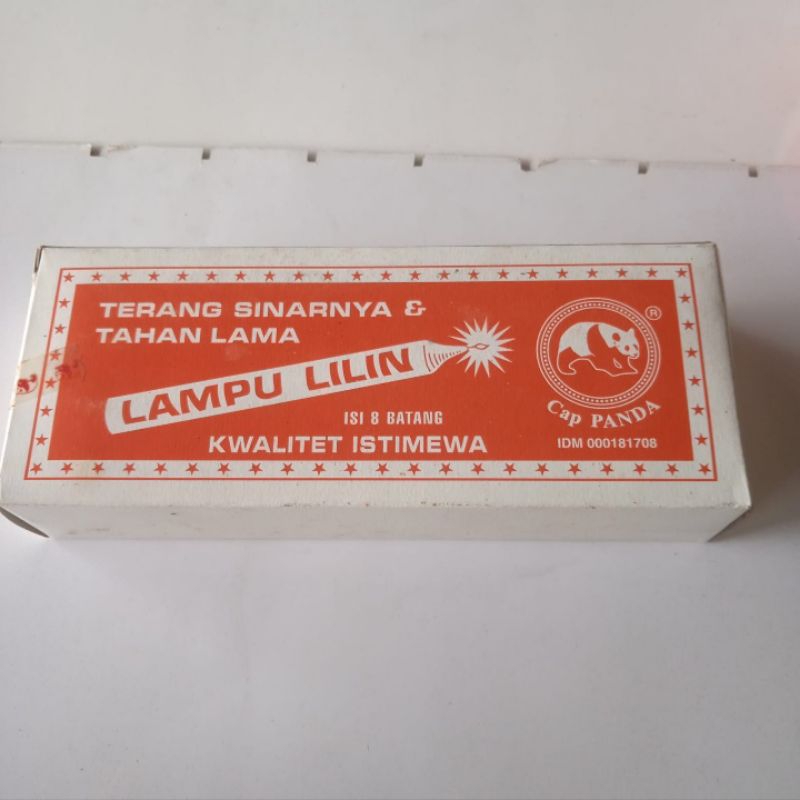 TERANG SINARNYA &
TAHAN LAMA
LAMPU LILIN
ISI 8 BATANG
KWALITET ISTIMEWA
®
Cap PANDA
IDM 000181708